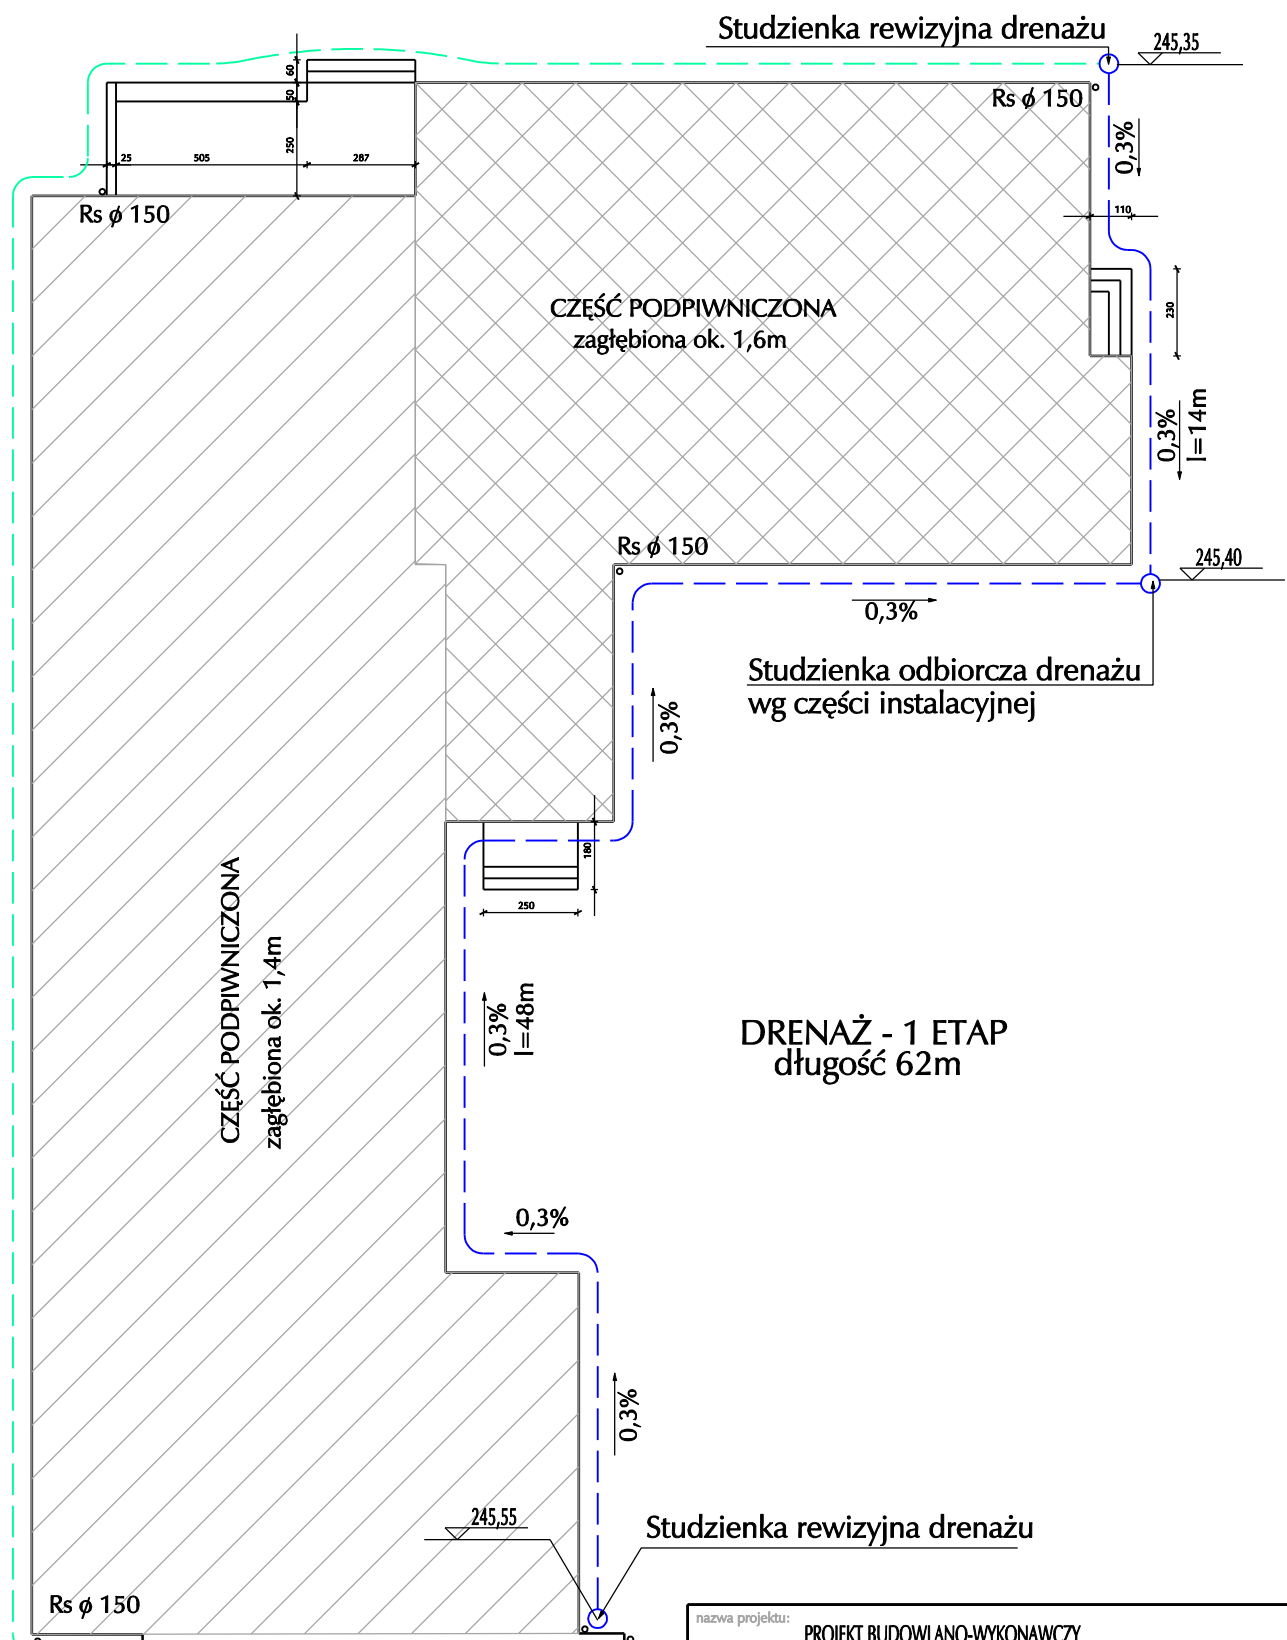 Studzienka rewizyjna drenażu
245,35
Rs ϕ 150
0,3%
60
50
250
25
505
287
Rs ϕ 150
110
230
CZĘŚĆ PODPIWNICZONA
zagłębiona ok. 1,6m
0,3%
l=14m
Rs ϕ 150
245,40
0,3%
Studzienka odbiorcza drenażu
wg części instalacyjnej
0,3%
180
250
CZĘŚĆ PODPIWNICZONA
zagłębiona ok. 1,4m
0,3%
l=48m
DRENAŻ - 1 ETAP
długość 62m
0,3%
0,3%
245,55
Studzienka rewizyjna drenażu
Rs ϕ 150
nazwa projektu:
PROJEKT BUDOWLANO-WYKONAWCZY